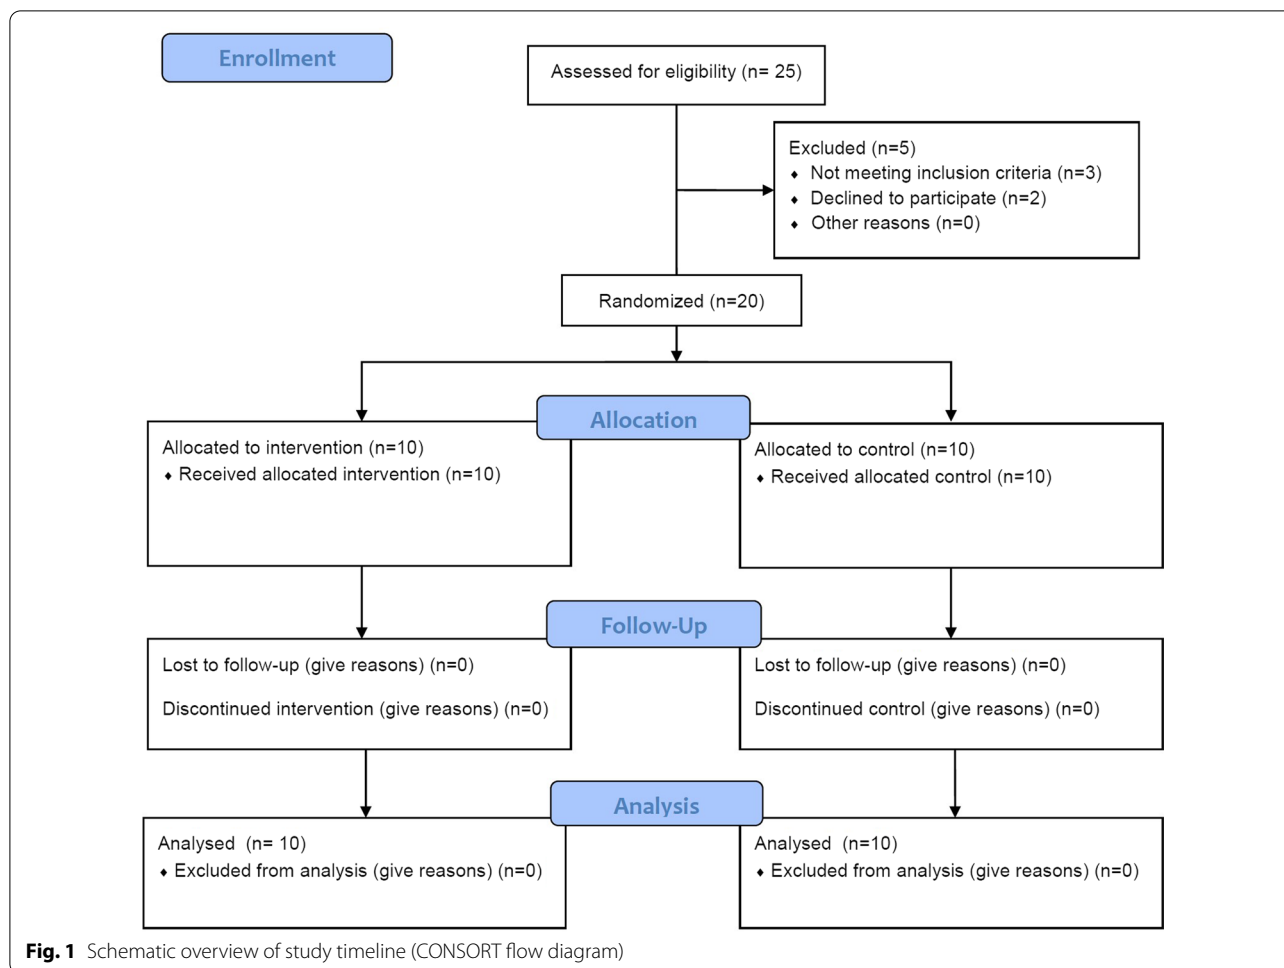 Enrollment
Assessed for eligibility (n= 25)
Excluded (n=5)
♦ Not meeting inclusion criteria (n=3)
♦ Declined to participate (n=2)
♦ Other reasons (n=0)
Randomized (n=20)
Allocation
Allocated to intervention (n=10)
♦ Received allocated intervention (n=10)
Allocated to control (n=10)
♦ Received allocated control (n=10)
Follow-Up
Lost to follow-up (give reasons) (n=0)
Discontinued intervention (give reasons) (n=0)
Lost to follow-up (give reasons) (n=0)
Discontinued control (give reasons) (n=0)
Analysis
Analysed (n= 10)
♦ Excluded from analysis (give reasons) (n=0)
Analysed (n=10)
♦ Excluded from analysis (give reasons) (n=0)
Fig. 1 Schematic overview of study timeline (CONSORT flow diagram)